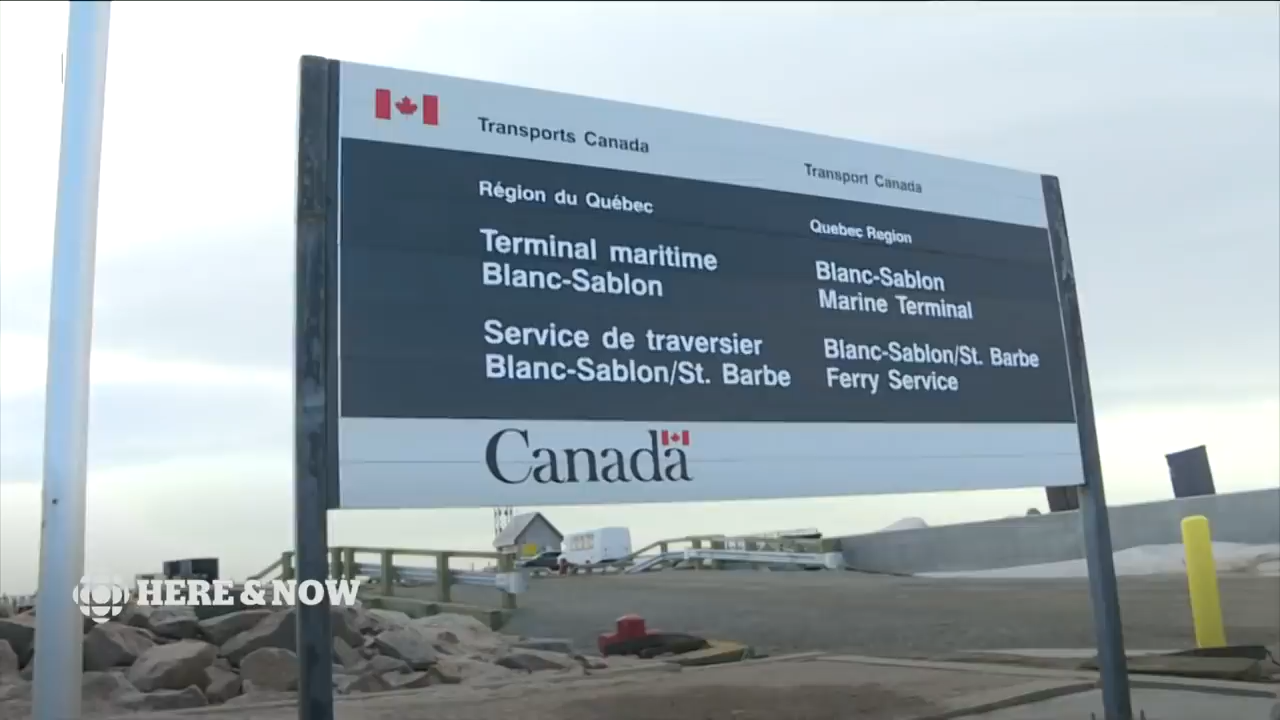 Transports Canada
Transport Canada
Région du Québec
Terminal maritime
Blanc-Sablon
Service de traversier
Blanc-Sablon/St. Barbe
Quebec Region
Blanc-Sablon
Marine Terminal
Blanc-Sablon/St. Barbe
Ferry Service
Canada
HERE & NOW